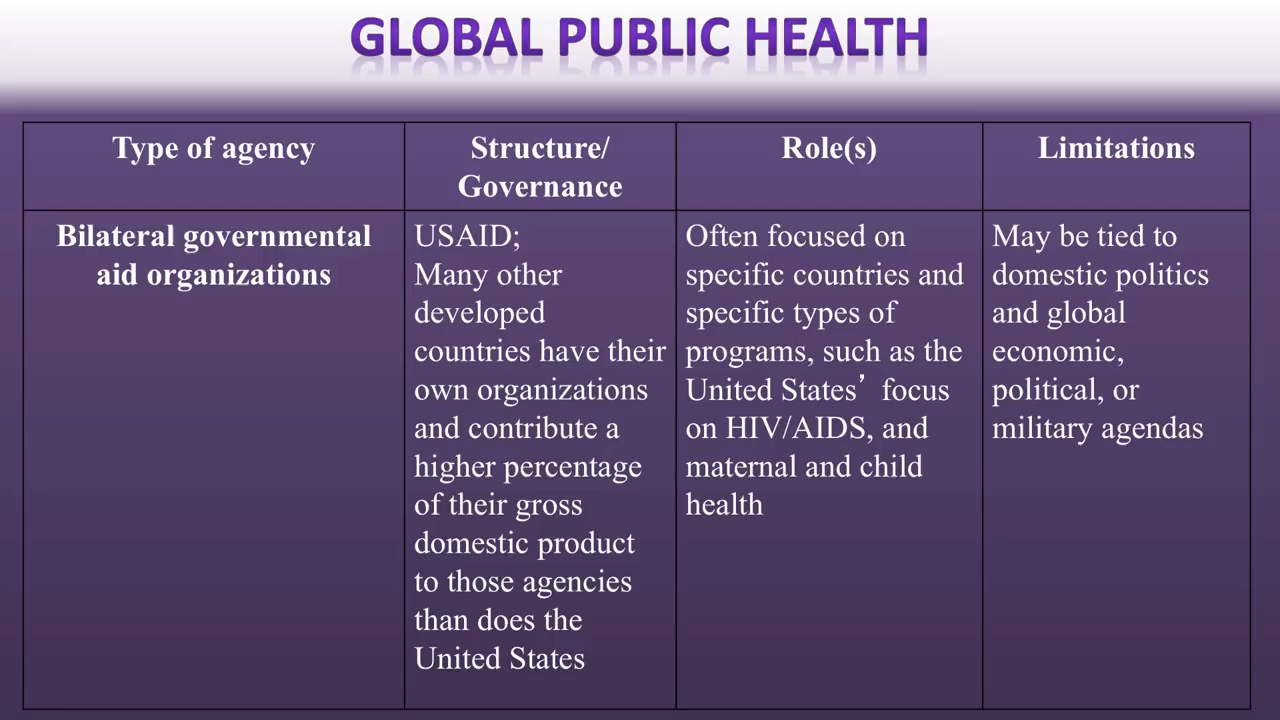 GLOBAL PUBLIC HEALTH
Type of agency
Structure/
Governance
Role(s)
Limitations
Bilateral governmental
aid organizations
USAID;
Many other
developed
countries have their
own organizations
and contribute a
higher percentage
of their gross
domestic product
to those agencies
than does the
United States
Often focused on
specific countries and
specific types of
programs, such as the
United States’ focus
on HIV/AIDS, and
maternal and child
health
May be tied to
domestic politics
and global
economic,
political, or
military agendas